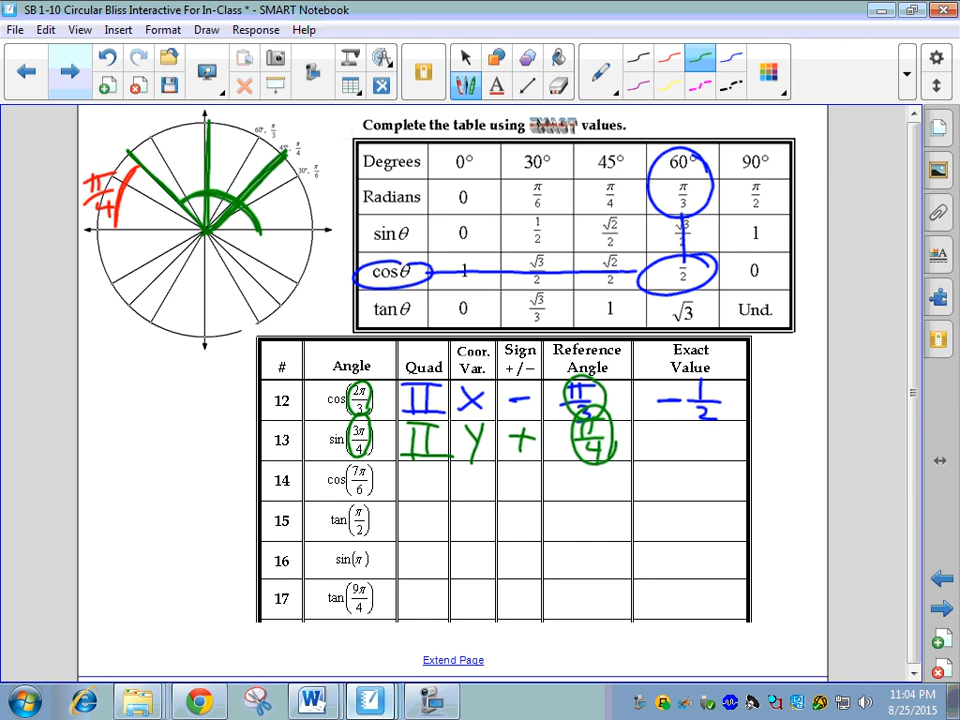 SB 1-10 Circular Bliss Interactive For In-Class * - SMART Notebook
File Edit View Insert Format Draw Response Help
Complete the table using EXACT values.
60°, π/3
45°, π/4
30°, π/6
π/4
Degrees 0° 30° 45° 60° 90°
Radians 0 π/6 π/4 π/3 π/2
sinθ 0 1/2 √2/2 √3/2 1
cosθ 1 √3/2 √2/2 1/2 0
tanθ 0 √3/3 1 √3 Und.
# Angle Quad Coor. Var. Sign +/− Reference Angle Exact Value
12 cos(2π/3) II x − π/3 −1/2
13 sin(3π/4) II y + π/4
14 cos(7π/6)
15 tan(π/2)
16 sin(π)
17 tan(9π/4)
Extend Page
11:04 PM
8/25/2015